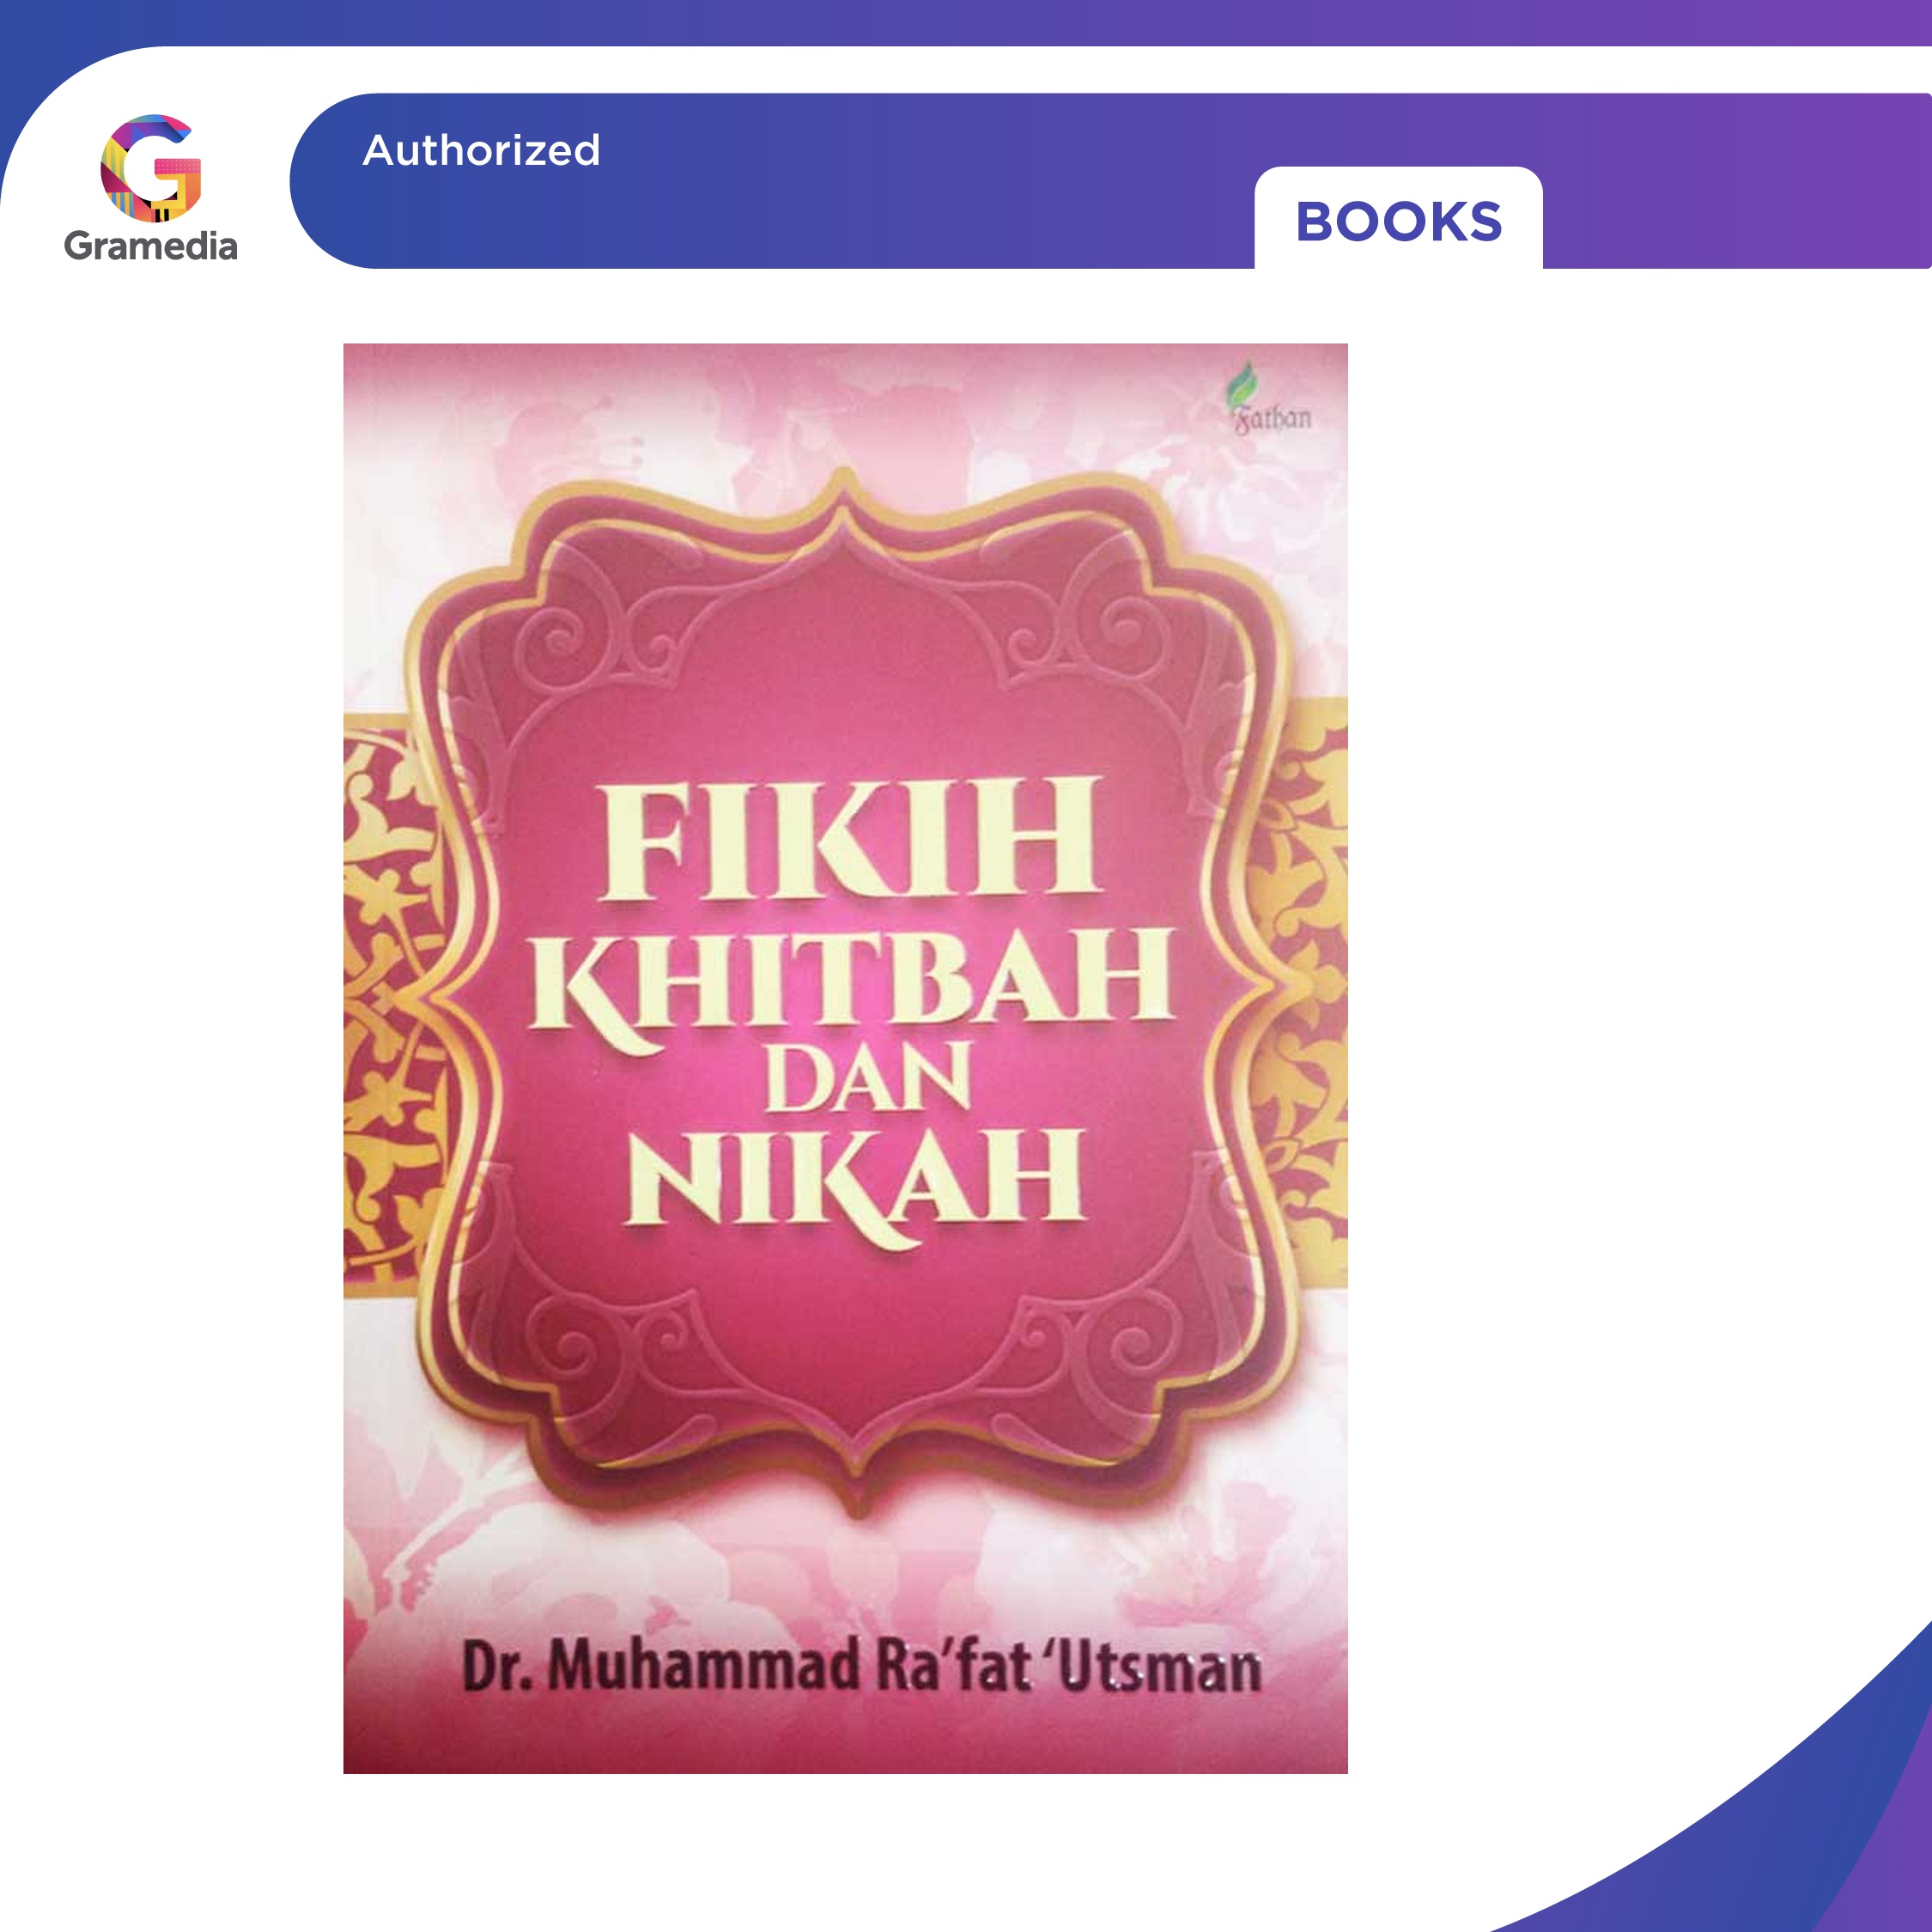 Gramedia
Authorized
BOOKS
Fathan
FIKIH
KHITBAH
DAN
NIKAH
Dr. Muhammad Ra'fat 'Utsman